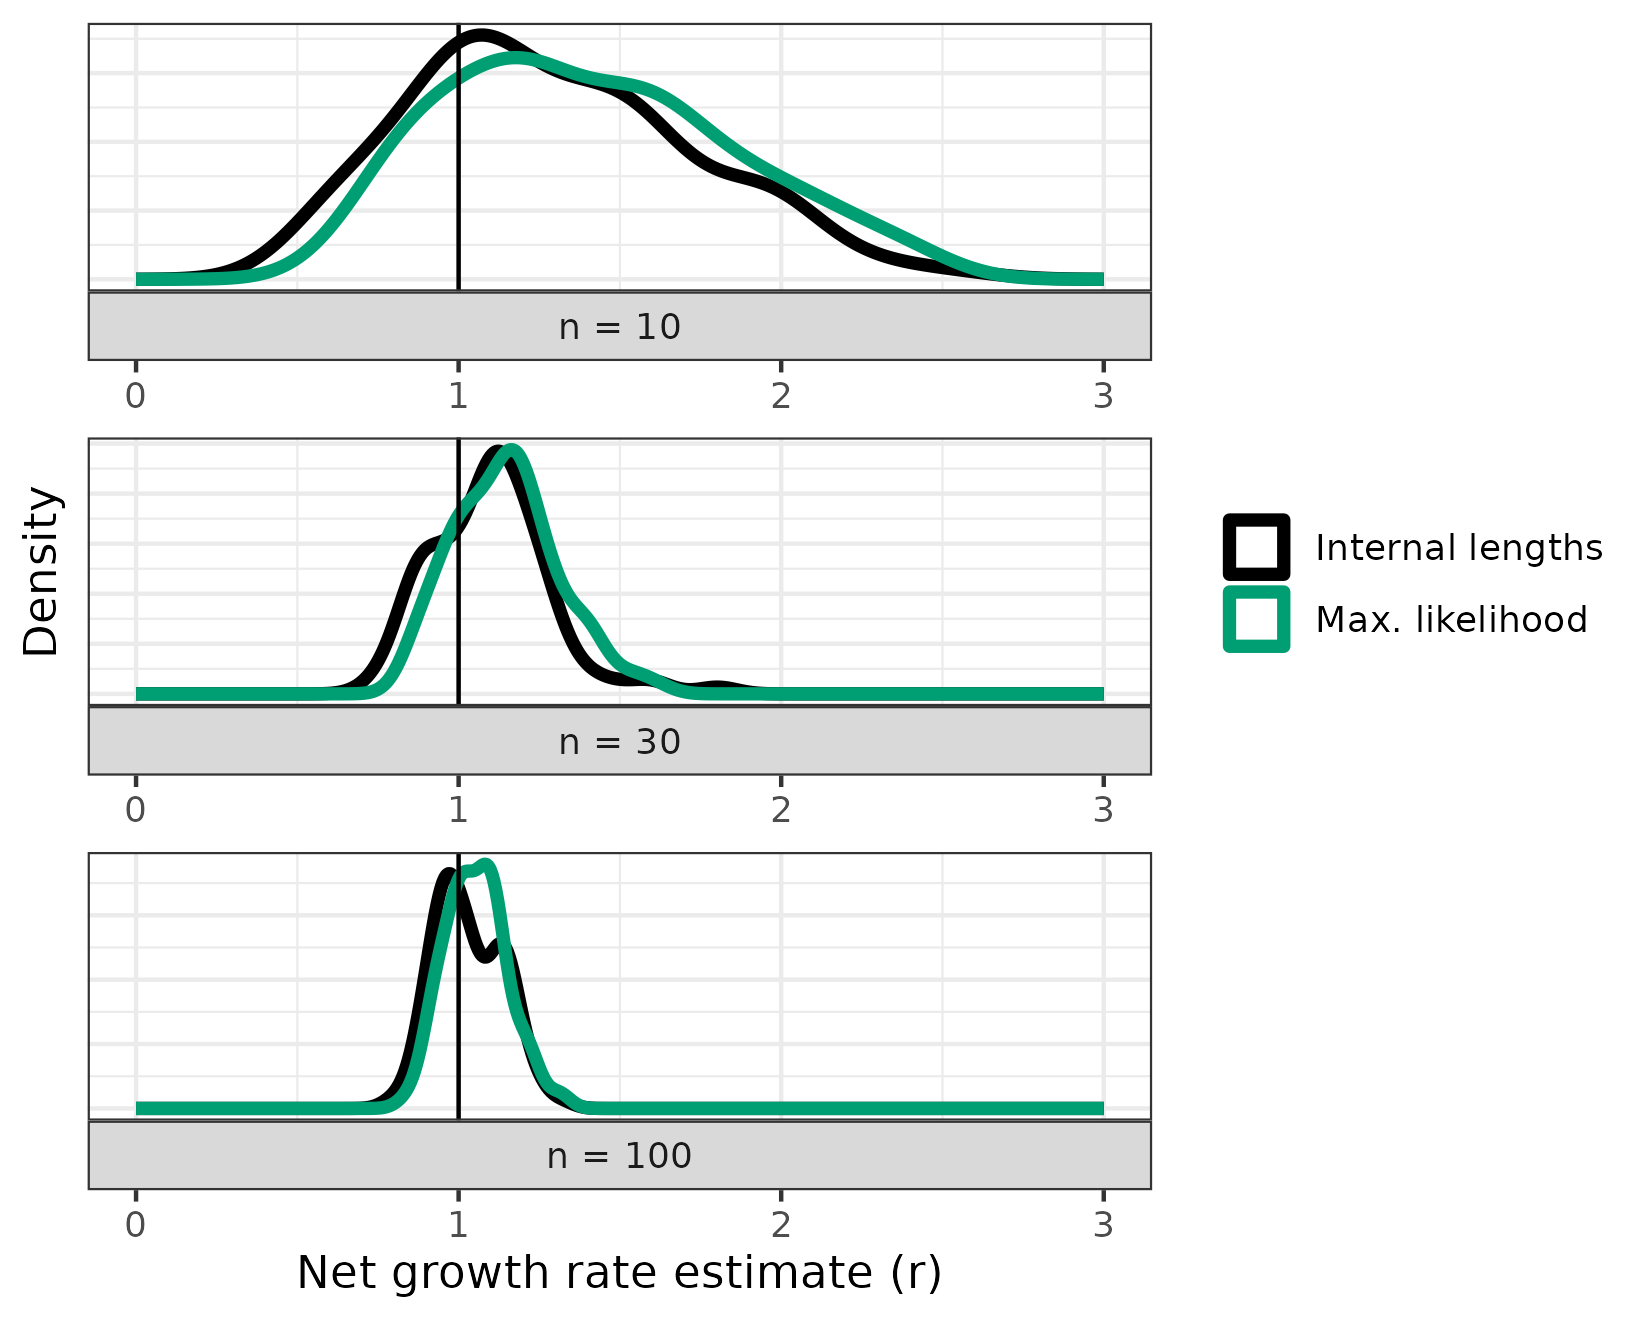 n = 10
0 1 2 3
Density
n = 30
0 1 2 3
n = 100
0 1 2 3
Net growth rate estimate (r)
Internal lengths
Max. likelihood